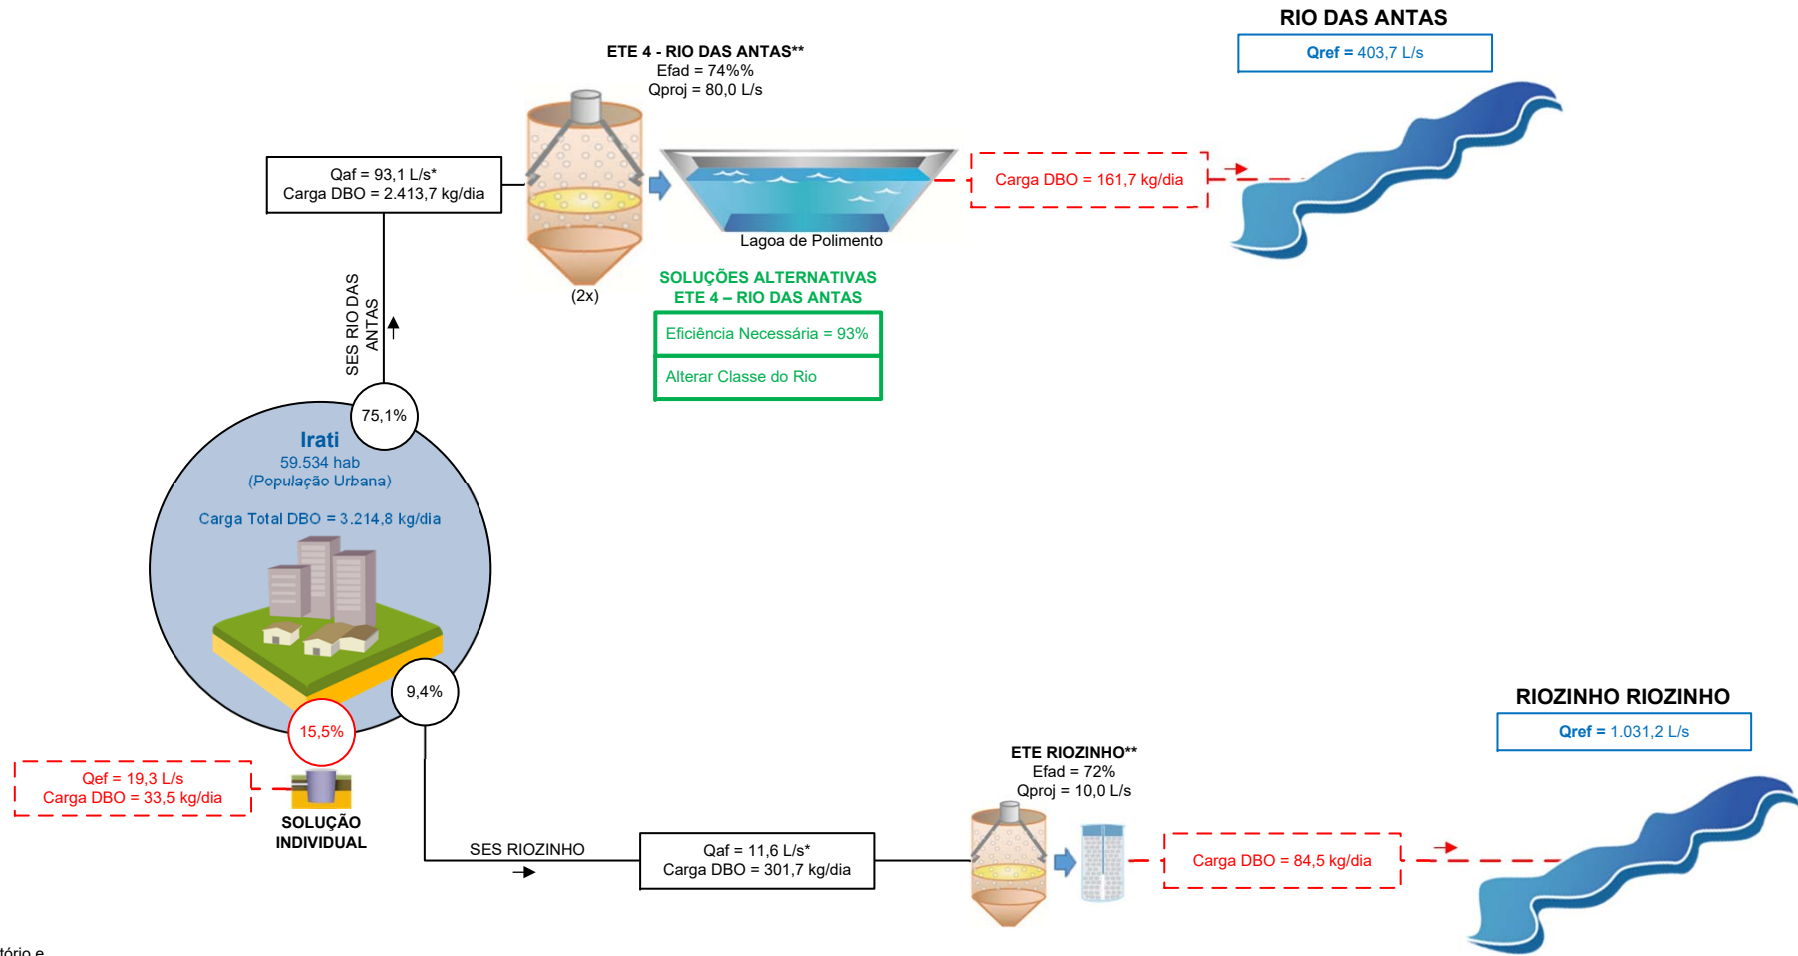 RIO DAS ANTAS
Qref = 403,7 L/s
ETE 4 - RIO DAS ANTAS**
Efad = 74%%
Qproj = 80,0 L/s
Qaf = 93,1 L/s*
Carga DBO = 2.413,7 kg/dia
Carga DBO = 161,7 kg/dia
Lagoa de Polimento
(2x)
SOLUÇÕES ALTERNATIVAS
ETE 4 – RIO DAS ANTAS
Eficiência Necessária = 93%
Alterar Classe do Rio
SES RIO DAS
ANTAS
75,1%
Irati
59.534 hab
(População Urbana)
Carga Total DBO = 3.214,8 kg/dia
9,4%
15,5%
Qef = 19,3 L/s
Carga DBO = 33,5 kg/dia
SOLUÇÃO
INDIVIDUAL
SES RIOZINHO
Qaf = 11,6 L/s*
Carga DBO = 301,7 kg/dia
ETE RIOZINHO**
Efad = 72%
Qproj = 10,0 L/s
Carga DBO = 84,5 kg/dia
RIOZINHO RIOZINHO
Qref = 1.031,2 L/s
tório e